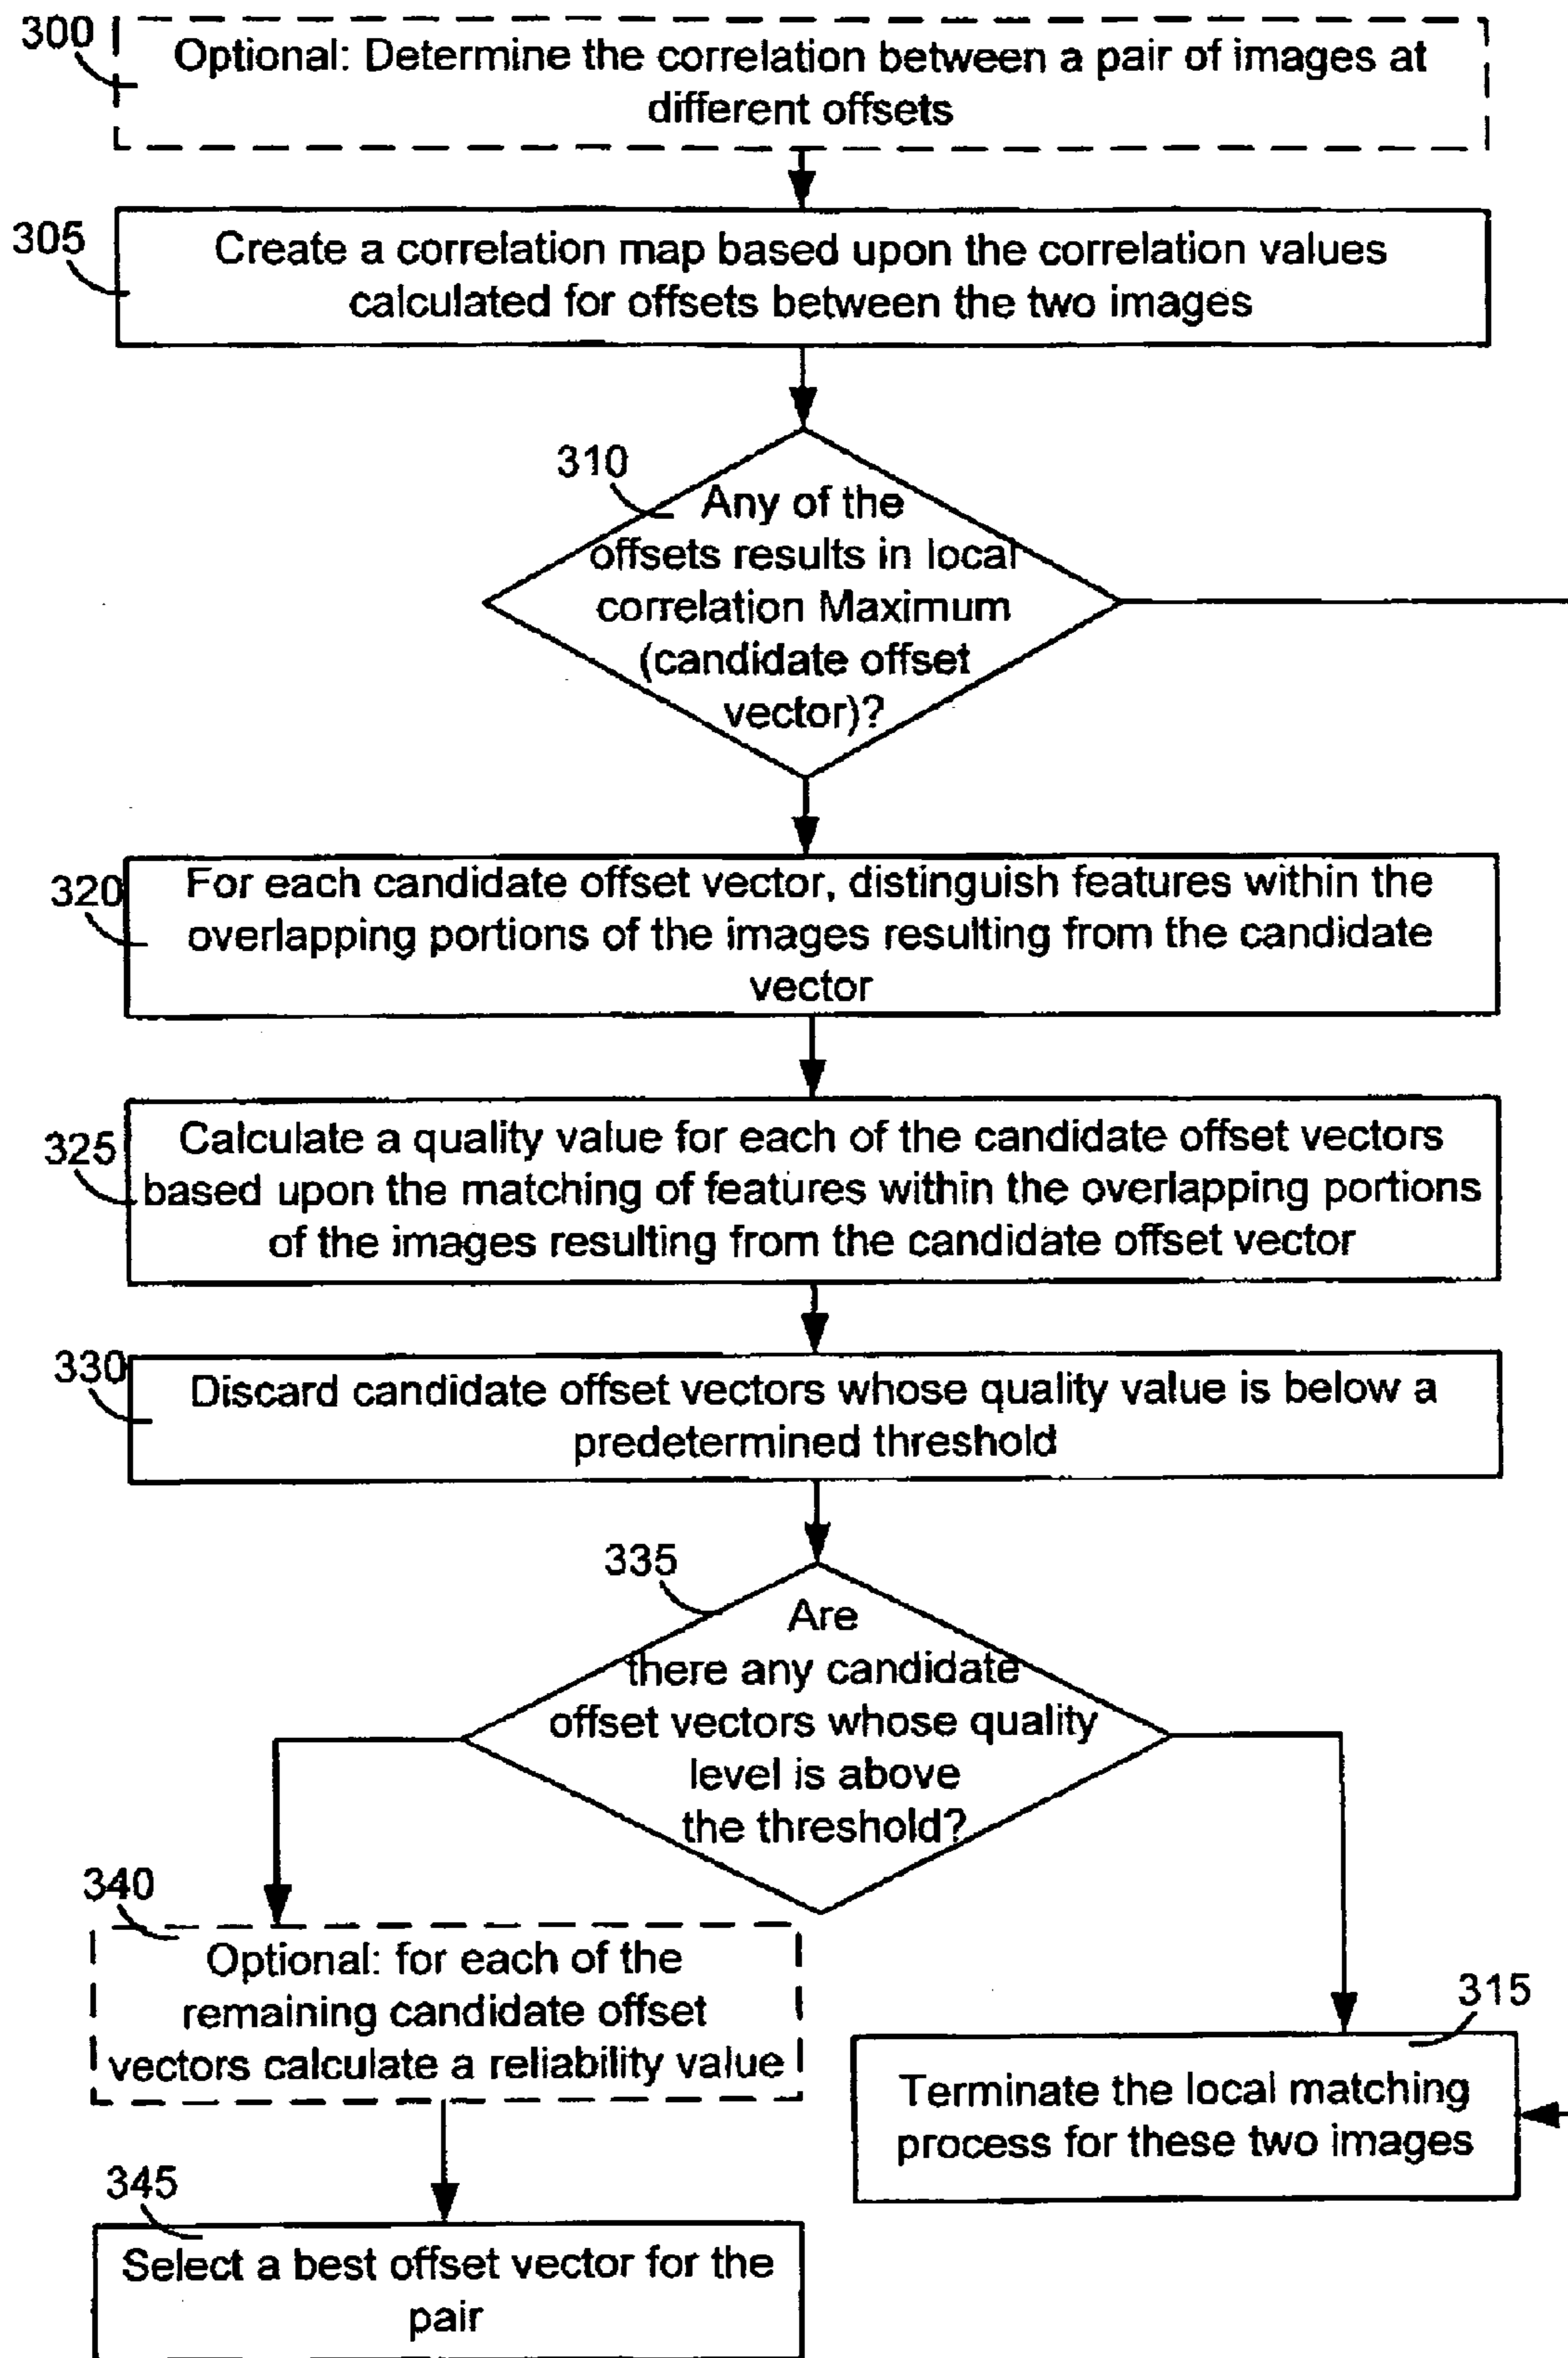 300
Optional: Determine the correlation between a pair of images at
different offsets
305
Create a correlation map based upon the correlation values
calculated for offsets between the two images
310
Any of the
offsets results in local
correlation Maximum
(candidate offset
vector)?
320
For each candidate offset vector, distinguish features within the
overlapping portions of the images resulting from the candidate
vector
325
Calculate a quality value for each of the candidate offset vectors
based upon the matching of features within the overlapping portions
of the images resulting from the candidate offset vector
330
Discard candidate offset vectors whose quality value is below a
predetermined threshold
335
Are
there any candidate
offset vectors whose quality
level is above
the threshold?
340
Optional: for each of the
remaining candidate offset
vectors calculate a reliability value
315
Terminate the local matching
process for these two images
345
Select a best offset vector for the
pair